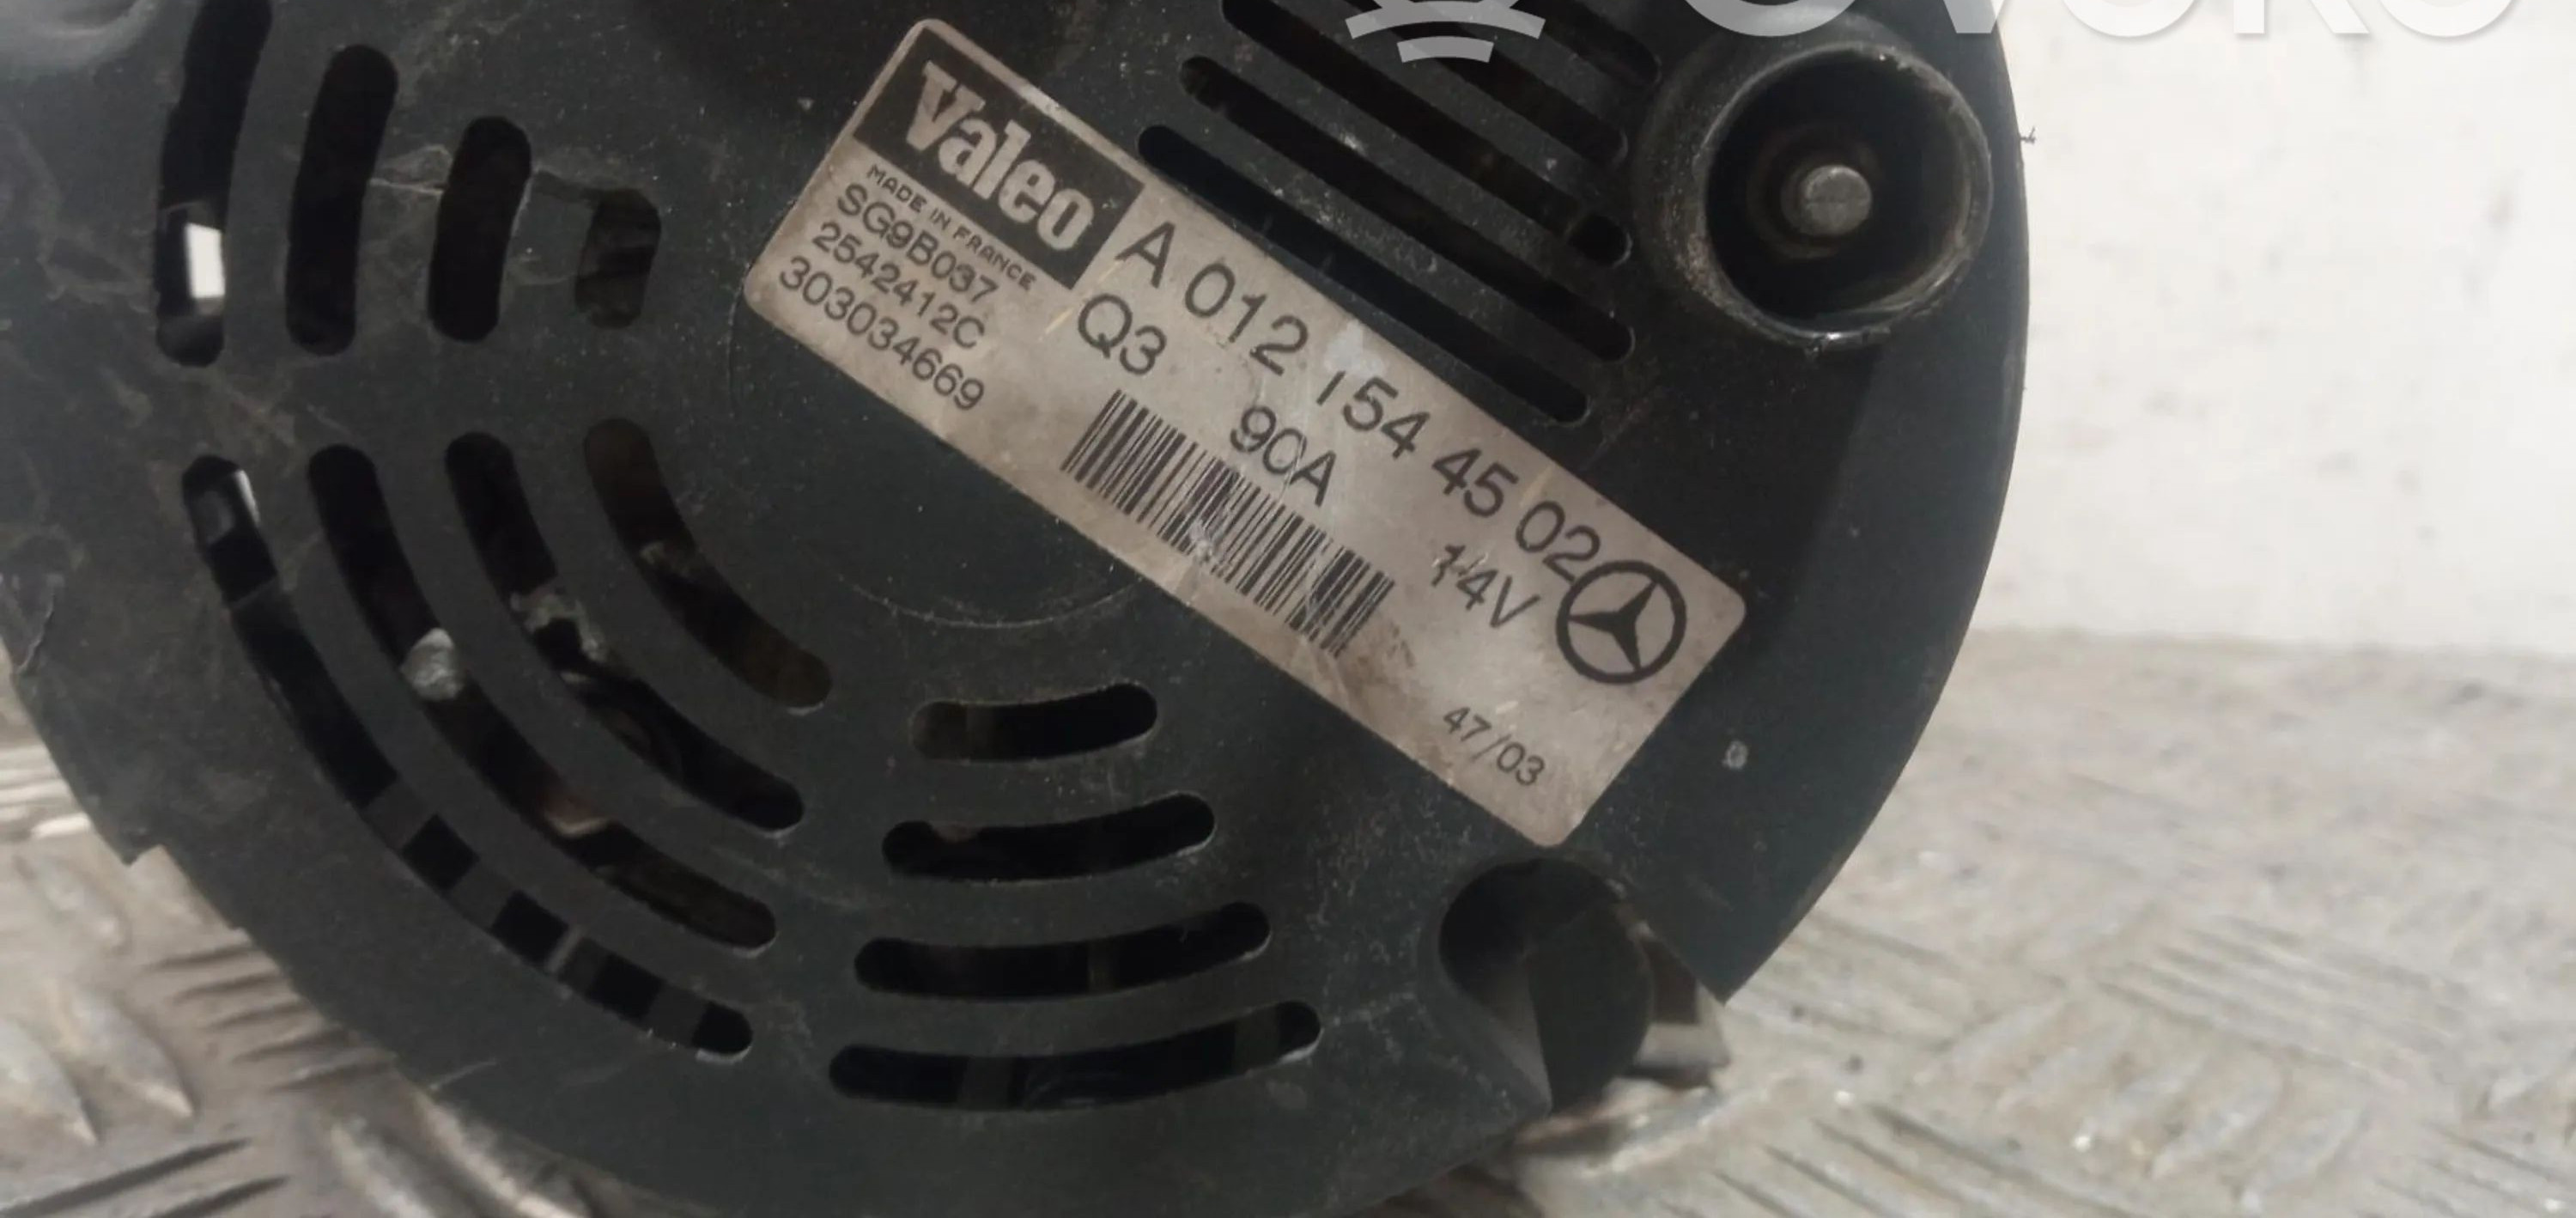 Valeo
MADE IN FRANCE
SG9B037
2542412C
303034669
A 012 154 45 02
Q3 90A 14V
47/03